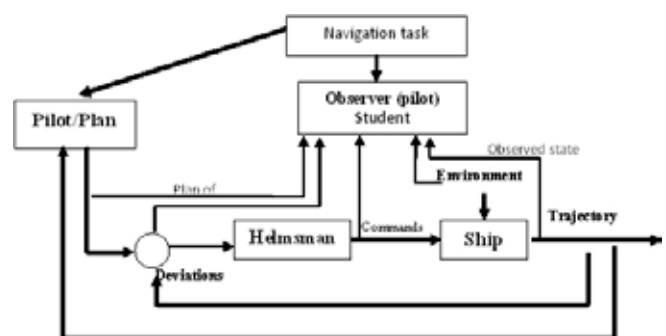 Navigation task
Observer (pilot)
Student
Pilot/Plan
Observed state
Plan of
Environment
Trajectory
Helmsman
Commands
Ship
Deviations